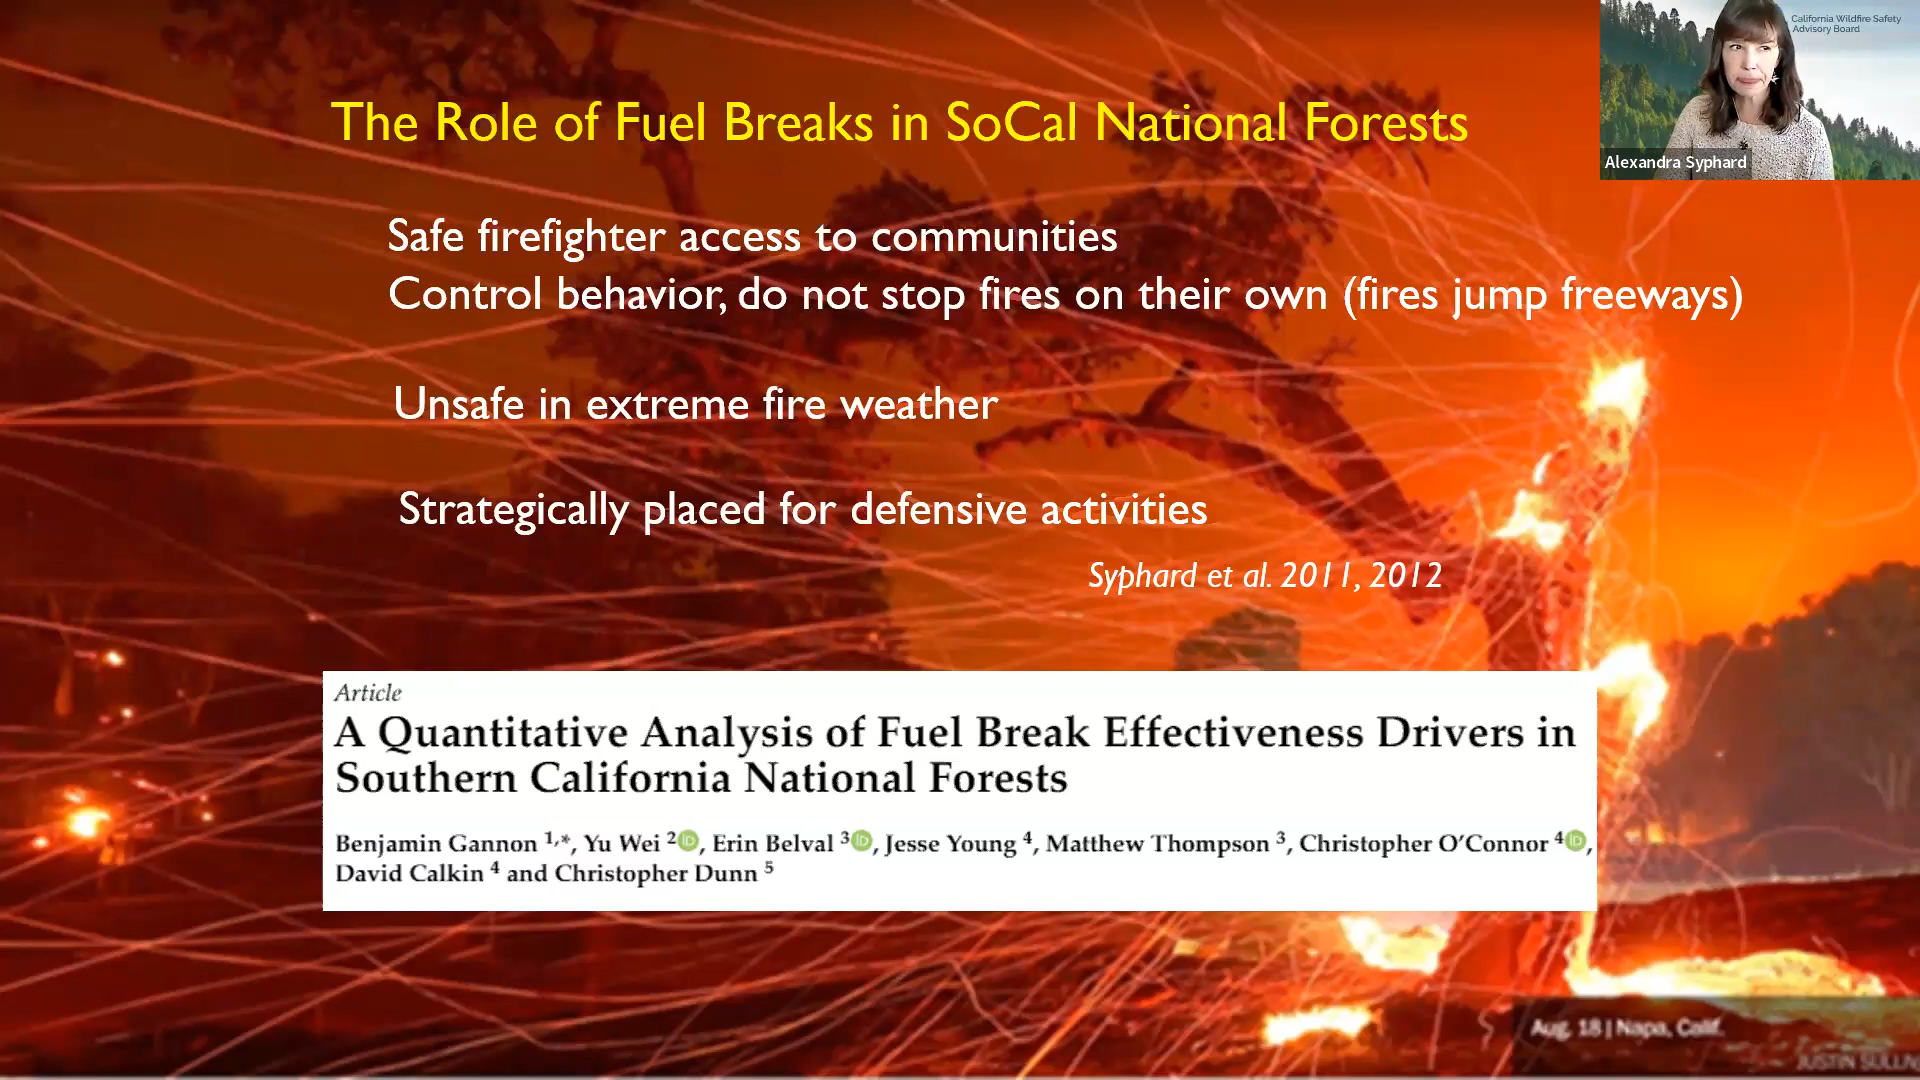 California Wildfire Safety
Advisory Board
Alexandra Syphard
The Role of Fuel Breaks in SoCal National Forests
Safe firefighter access to communities
Control behavior, do not stop fires on their own (fires jump freeways)
Unsafe in extreme fire weather
Strategically placed for defensive activities
Syphard et al. 2011, 2012
Article
A Quantitative Analysis of Fuel Break Effectiveness Drivers in
Southern California National Forests
Benjamin Gannon 1,*, Yu Wei 2 iD, Erin Belval 3 iD, Jesse Young 4, Matthew Thompson 3, Christopher O'Connor 4 iD,
David Calkin 4 and Christopher Dunn 5
Aug. 18 | Napa, Calif.
JUSTIN